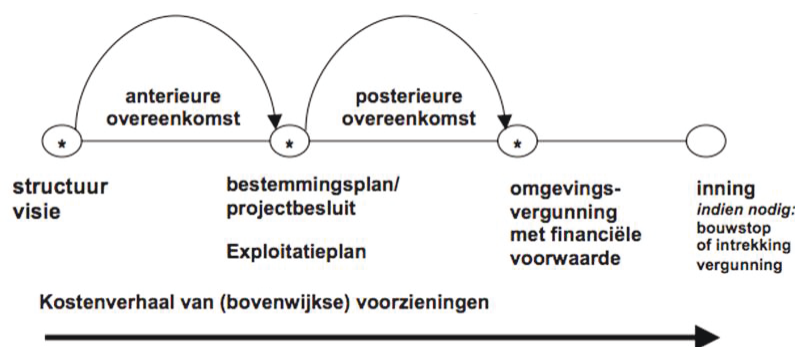 anterieure
overeenkomst
posterieure
overeenkomst
*
*
*
structuur
visie
bestemmingsplan/
projectbesluit
Exploitatieplan
omgevings-
vergunning
met financiële
voorwaarde
inning
indien nodig:
bouwstop
of intrekking
vergunning
Kostenverhaal van (bovenwijkse) voorzieningen